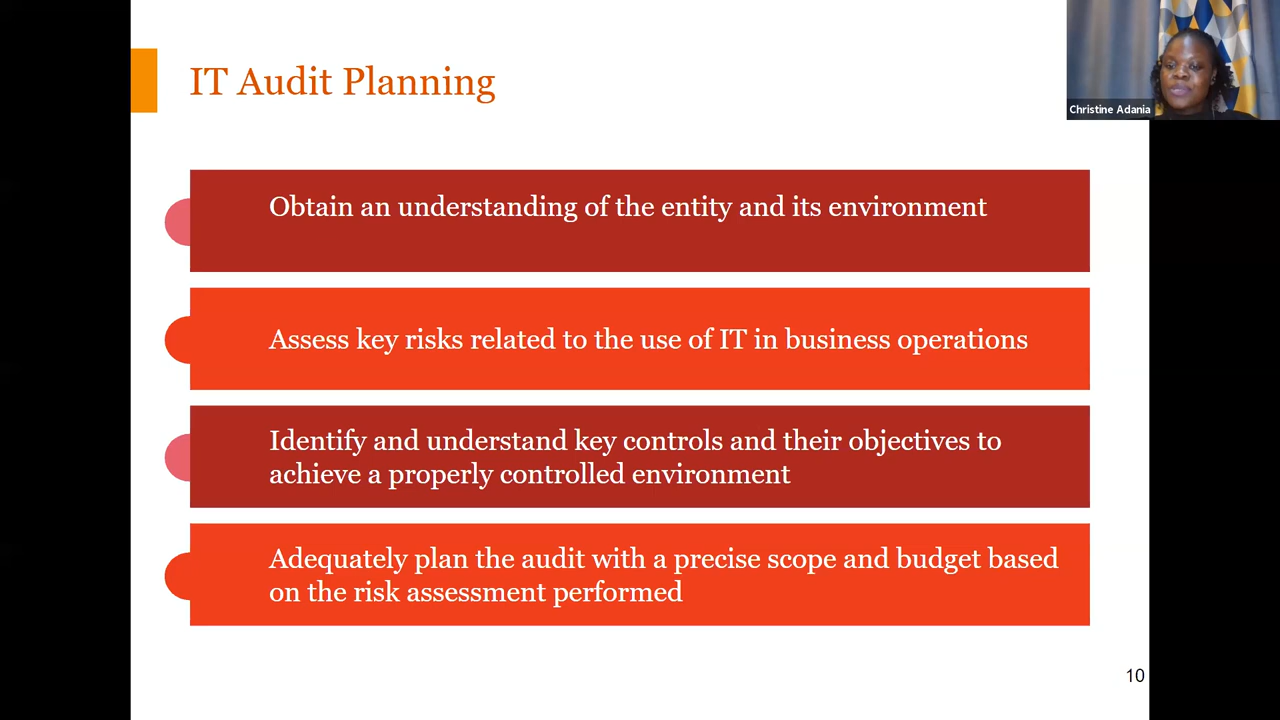 IT Audit Planning
Christine Adania
Obtain an understanding of the entity and its environment
Assess key risks related to the use of IT in business operations
Identify and understand key controls and their objectives to
achieve a properly controlled environment
Adequately plan the audit with a precise scope and budget based
on the risk assessment performed
10